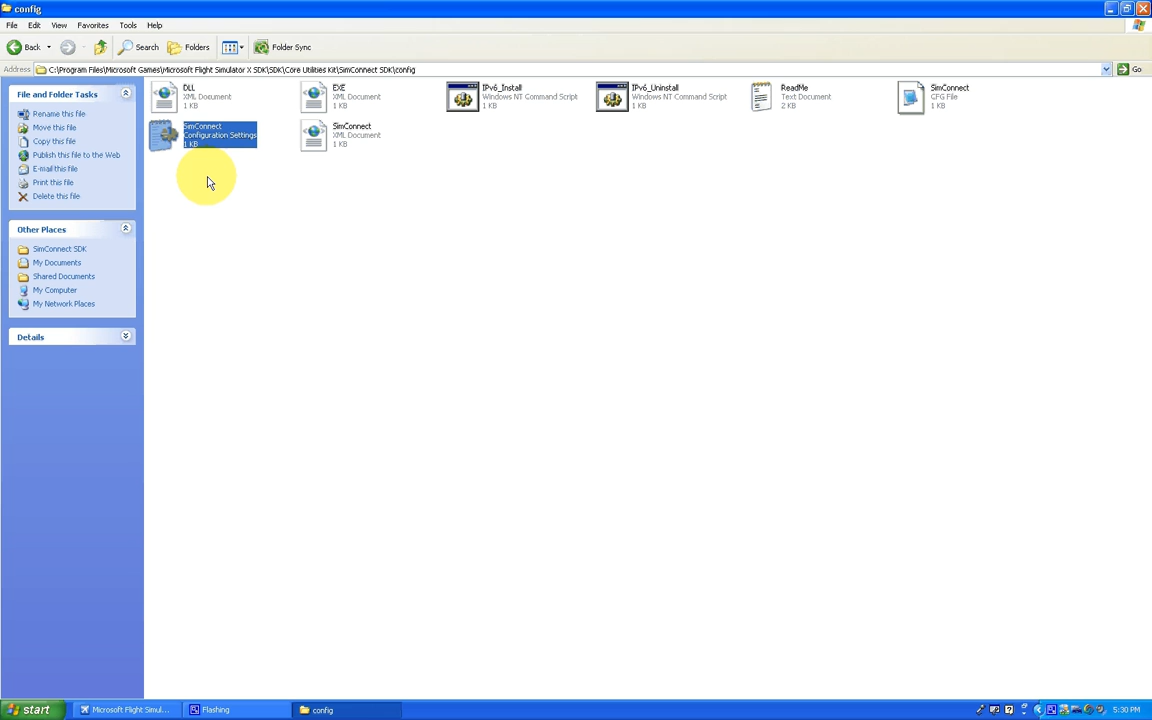 config
File Edit View Favorites Tools Help
Back Search Folders Folder Sync
Address C:\Program Files\Microsoft Games\Microsoft Flight Simulator X SDK\SDK\Core Utilities Kit\SimConnect SDK\config Go
File and Folder Tasks
Rename this file
Move this file
Copy this file
Publish this file to the Web
E-mail this file
Print this file
Delete this file
Other Places
SimConnect SDK
My Documents
Shared Documents
My Computer
My Network Places
Details
DLL
XML Document
1 KB
EXE
XML Document
1 KB
IPv6_Install
Windows NT Command Script
1 KB
IPv6_Uninstall
Windows NT Command Script
1 KB
ReadMe
Text Document
2 KB
SimConnect
CFG File
1 KB
SimConnect
Configuration Settings
1 KB
SimConnect
XML Document
1 KB
start Microsoft Flight Simul... Flashing config 5:30 PM